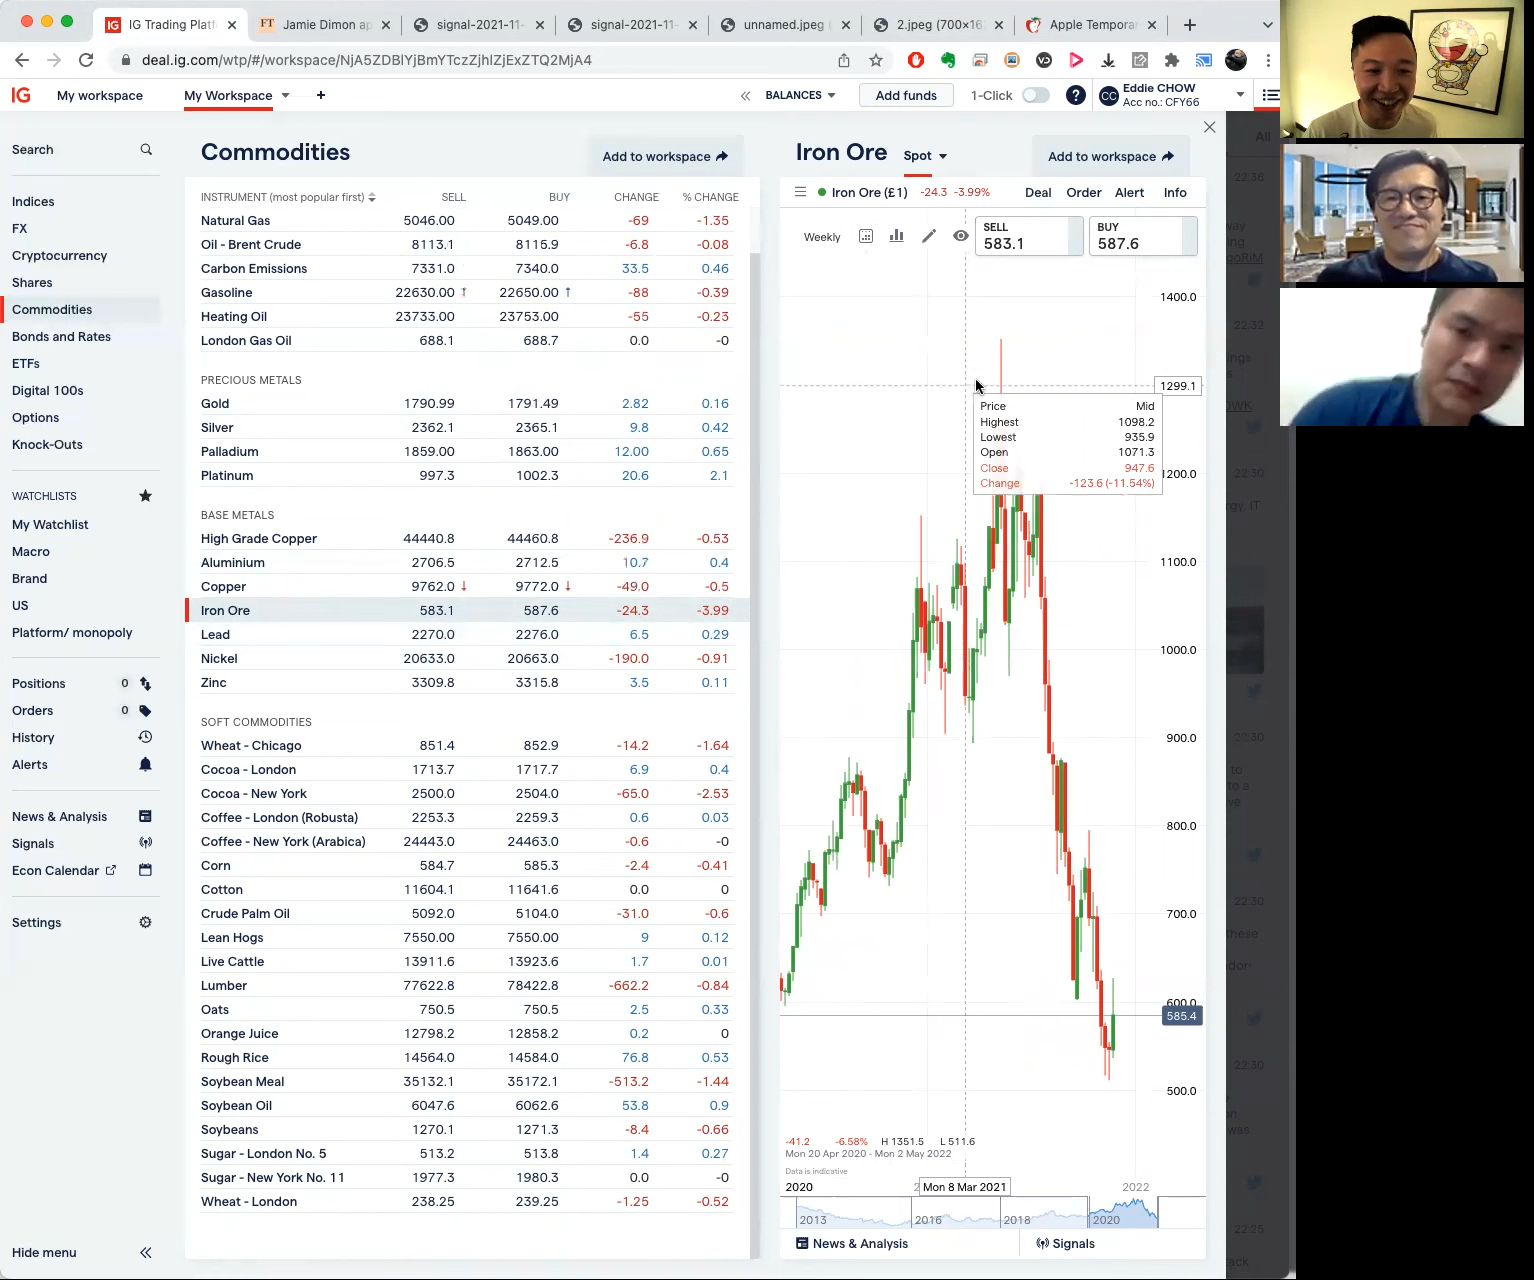 IG Trading Platf
Jamie Dimon ap
signal-2021-11-
signal-2021-11-
unnamed.jpeg
2.jpeg (700×16
Apple Tempora
deal.ig.com/wtp/#/workspace/NjA5ZDBlYjBmYTczZjhlZjExZTQ2MjA4
IG My workspace My Workspace + BALANCES Add funds 1-Click ? CC Eddie CHOW
Acc no.: CFY66
Search
Indices
FX
Cryptocurrency
Shares
Commodities
Bonds and Rates
ETFs
Digital 100s
Options
Knock-Outs
WATCHLISTS
My Watchlist
Macro
Brand
US
Platform/ monopoly
Positions 0
Orders 0
History
Alerts
News & Analysis
Signals
Econ Calendar
Settings
Hide menu
Commodities Add to workspace
INSTRUMENT (most popular first) SELL BUY CHANGE % CHANGE
Natural Gas 5046.00 5049.00 -69 -1.35
Oil - Brent Crude 8113.1 8115.9 -6.8 -0.08
Carbon Emissions 7331.0 7340.0 33.5 0.46
Gasoline 22630.00 22650.00 -88 -0.39
Heating Oil 23733.00 23753.00 -55 -0.23
London Gas Oil 688.1 688.7 0.0 -0
PRECIOUS METALS
Gold 1790.99 1791.49 2.82 0.16
Silver 2362.1 2365.1 9.8 0.42
Palladium 1859.00 1863.00 12.00 0.65
Platinum 997.3 1002.3 20.6 2.1
BASE METALS
High Grade Copper 44440.8 44460.8 -236.9 -0.53
Aluminium 2706.5 2712.5 10.7 0.4
Copper 9762.0 9772.0 -49.0 -0.5
Iron Ore 583.1 587.6 -24.3 -3.99
Lead 2270.0 2276.0 6.5 0.29
Nickel 20633.0 20663.0 -190.0 -0.91
Zinc 3309.8 3315.8 3.5 0.11
SOFT COMMODITIES
Wheat - Chicago 851.4 852.9 -14.2 -1.64
Cocoa - London 1713.7 1717.7 6.9 0.4
Cocoa - New York 2500.0 2504.0 -65.0 -2.53
Coffee - London (Robusta) 2253.3 2259.3 0.6 0.03
Coffee - New York (Arabica) 24443.0 24463.0 -0.6 -0
Corn 584.7 585.3 -2.4 -0.41
Cotton 11604.1 11641.6 0.0 0
Crude Palm Oil 5092.0 5104.0 -31.0 -0.6
Lean Hogs 7550.00 7550.00 9 0.12
Live Cattle 13911.6 13923.6 1.7 0.01
Lumber 77622.8 78422.8 -662.2 -0.84
Oats 750.5 750.5 2.5 0.33
Orange Juice 12798.2 12858.2 0.2 0
Rough Rice 14564.0 14584.0 76.8 0.53
Soybean Meal 35132.1 35172.1 -513.2 -1.44
Soybean Oil 6047.6 6062.6 53.8 0.9
Soybeans 1270.1 1271.3 -8.4 -0.66
Sugar - London No. 5 513.2 513.8 1.4 0.27
Sugar - New York No. 11 1977.3 1980.3 0.0 -0
Wheat - London 238.25 239.25 -1.25 -0.52
Iron Ore Spot Add to workspace
Iron Ore (£1) -24.3 -3.99% Deal Order Alert Info
Weekly
SELL
583.1
BUY
587.6
1400.0
1299.1
Price Mid
Highest 1098.2
Lowest 935.9
Open 1071.3
Close 947.6
Change -123.6 (-11.54%)
1200.0
1100.0
1000.0
900.0
800.0
700.0
600.0
585.4
500.0
-41.2 -6.58% H 1351.5 L 511.6
Mon 20 Apr 2020 - Mon 2 May 2022
Data is indicative
2020 Mon 8 Mar 2021 2022
2013 2016 2018 2020
News & Analysis Signals
All
22:36
22:32
22:30
22:30
22:30
22:30
22:25